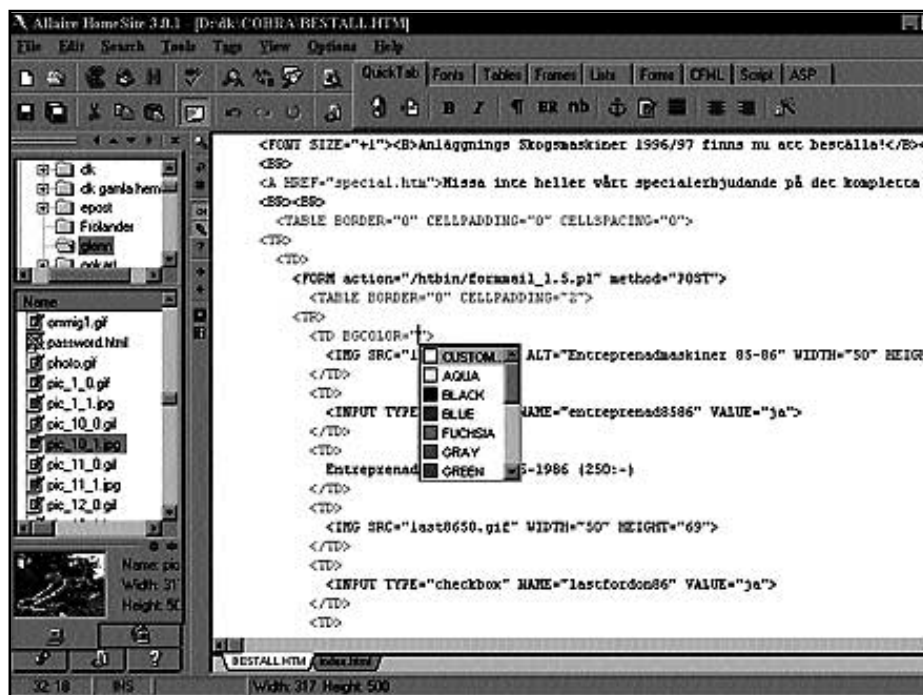 Allaire HomeSite 3.0.1 - [D:\dk\COBRA\BESTALL.HTM]
File Edit Search Tools Tags View Options Help
QuickTab Fonts Tables Frames Lists Forms CFML Script ASP
B I ¶ BR nb
dk
dk gamla hem
epost
Frolander
glenn
Name
ommig1.gif
password.html
photo.gif
pic_1_0.gif
pic_1_1.jpg
pic_10_0.gif
pic_10_1.jpg
pic_11_0.gif
pic_11_1.jpg
pic_12_0.gif
Name: pic
Width: 31
Height: 50
<FONT SIZE="+1"><B>Anläggnings Skogsmaskiner 1996/97 finns nu att beställa!</B><
<BR>
<A HREF="special.htm">Missa inte heller vårt specialerbjudande på det kompletta
<BR><BR>
<TABLE BORDER="0" CELLPADDING="0" CELLSPACING="0">
<TR>
<TD>
<FORM action="/htbin/formmail_1.5.pl" method="POST">
<TABLE BORDER="0" CELLPADDING="2">
<TR>
<TD BGCOLOR="">
<IMG SRC="l ALT="Entreprenadmaskiner 85-86" WIDTH="50" HEIGH
</TD>
<TD>
<INPUT TYPE NAME="entreprenad8586" VALUE="ja">
</TD>
<TD>
Entreprenad 5-1986 (250:-)
</TD>
<TD>
<IMG SRC="last8650.gif" WIDTH="50" HEIGHT="69">
</TD>
<TD>
<INPUT TYPE="checkbox" NAME="lastfordon86" VALUE="ja">
</TD>
<TD>
CUSTOM...
AQUA
BLACK
BLUE
FUCHSIA
GRAY
GREEN
BESTALL.HTM index.html
32:18 INS Width: 317 Height: 500